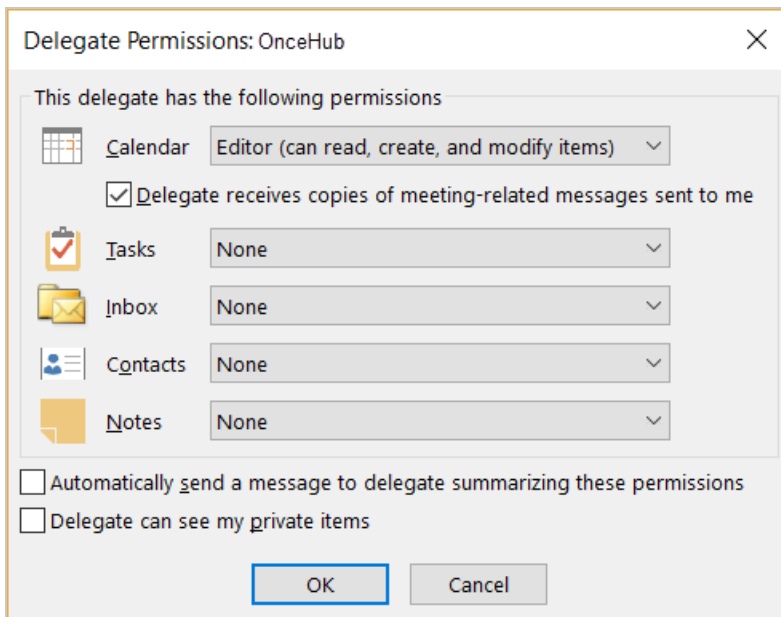 Delegate Permissions: OnceHub
This delegate has the following permissions
Calendar Editor (can read, create, and modify items)
Delegate receives copies of meeting-related messages sent to me
Tasks None
Inbox None
Contacts None
Notes None
Automatically send a message to delegate summarizing these permissions
Delegate can see my private items
OK Cancel